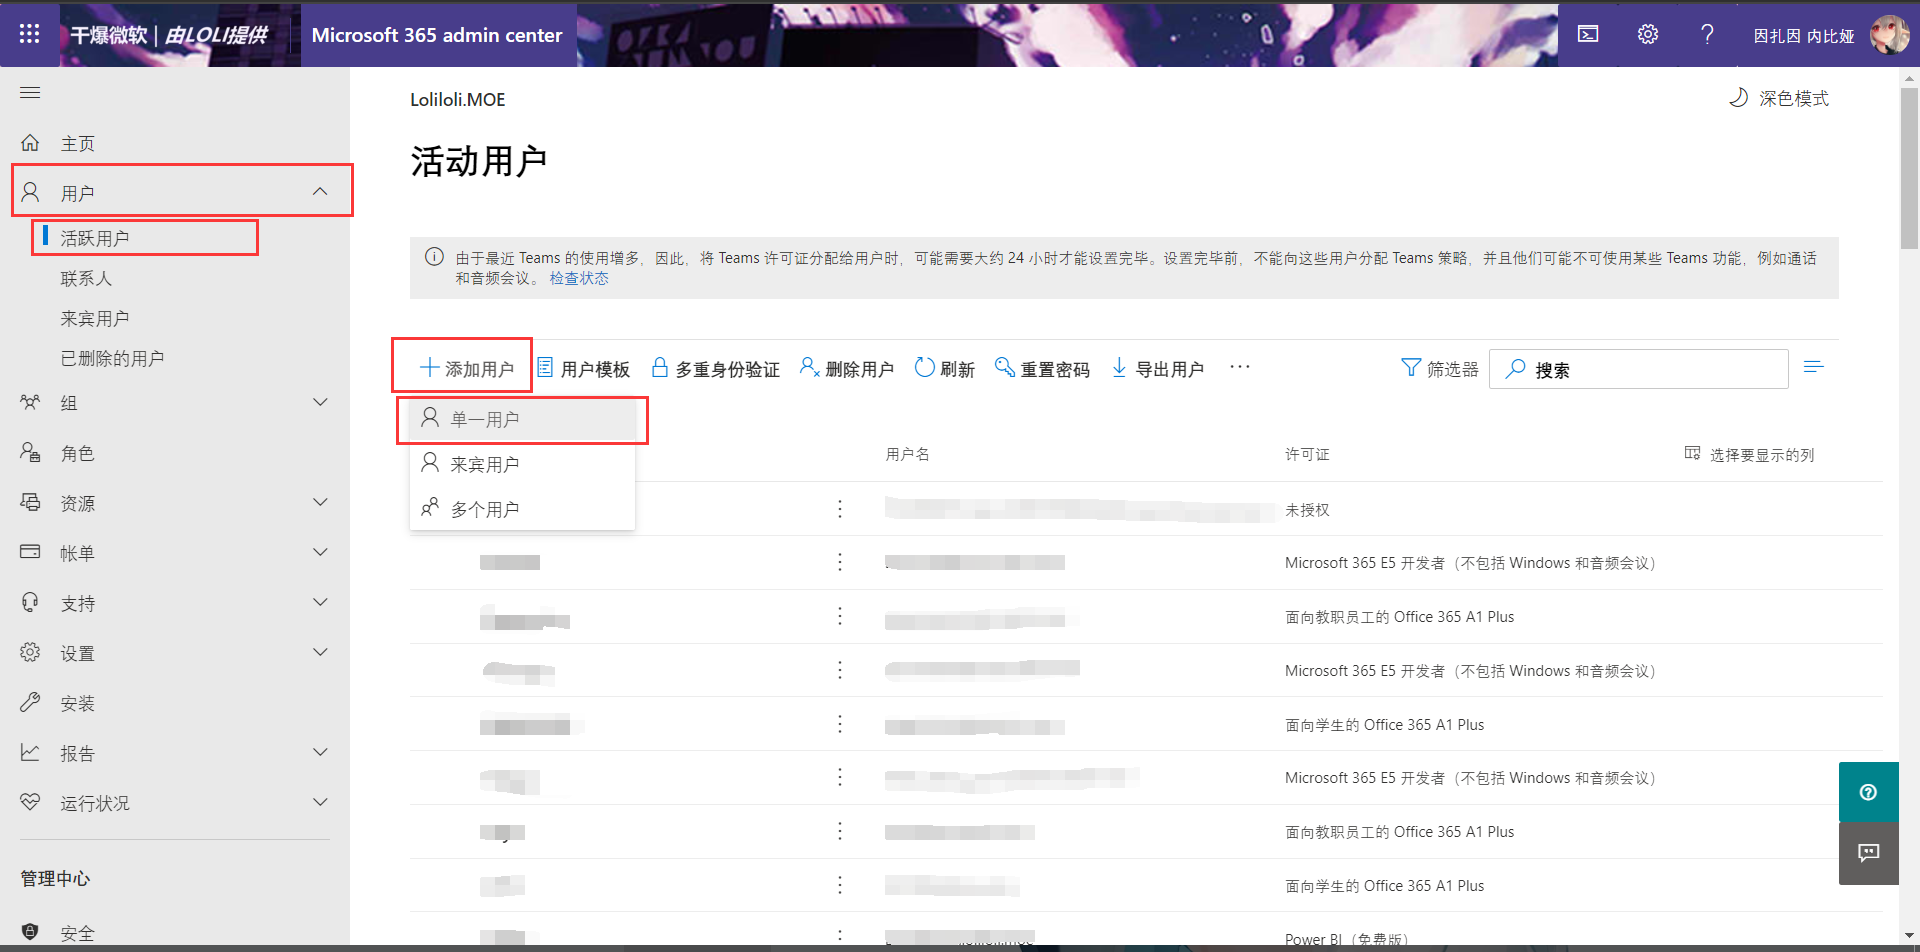 干爆微软 | 由LOLI提供
Microsoft 365 admin center
因扎因 内比娅
主页
用户
活跃用户
联系人
来宾用户
已删除的用户
组
角色
资源
帐单
支持
设置
安装
报告
运行状况
管理中心
安全
Loliloli.MOE
深色模式
活动用户
由于最近 Teams 的使用增多，因此，将 Teams 许可证分配给用户时，可能需要大约 24 小时才能设置完毕。设置完毕前，不能向这些用户分配 Teams 策略，并且他们可能不可使用某些 Teams 功能，例如通话
和音频会议。 检查状态
添加用户 用户模板 多重身份验证 删除用户 刷新 重置密码 导出用户 ··· 筛选器 搜索
单一用户
来宾用户
多个用户
用户名 许可证 选择要显示的列
未授权
Microsoft 365 E5 开发者（不包括 Windows 和音频会议）
面向教职员工的 Office 365 A1 Plus
Microsoft 365 E5 开发者（不包括 Windows 和音频会议）
面向学生的 Office 365 A1 Plus
Microsoft 365 E5 开发者（不包括 Windows 和音频会议）
面向教职员工的 Office 365 A1 Plus
面向学生的 Office 365 A1 Plus
Power BI（免费版）